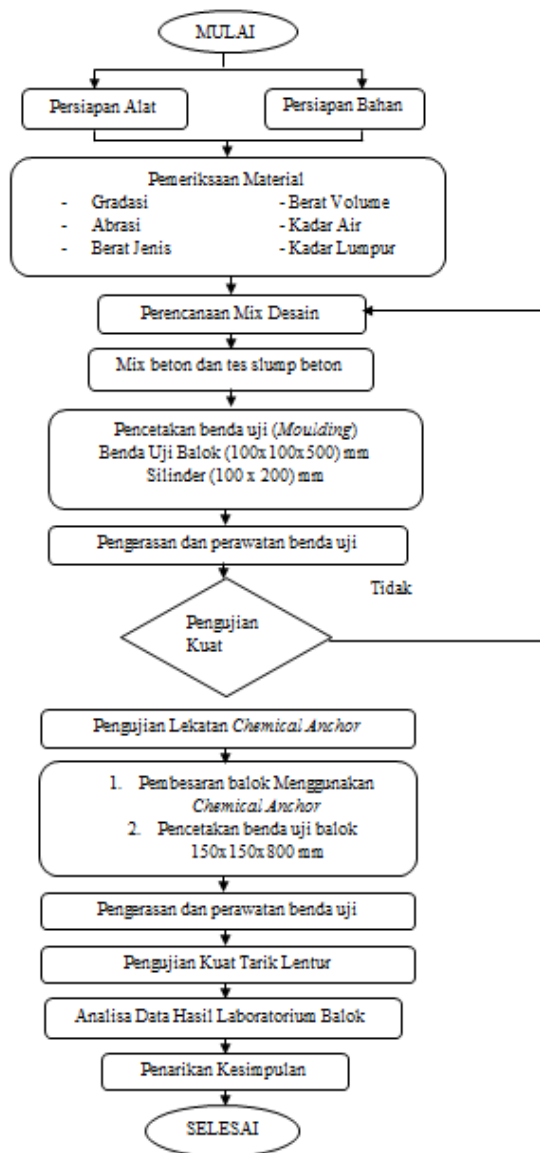 MULAI
Persiapan Alat
Persiapan Bahan
Pemeriksaan Material
- Gradasi - Berat Volume
- Abrasi - Kadar Air
- Berat Jenis - Kadar Lumpur
Perencanaan Mix Desain
Mix beton dan tes slump beton
Pencetakan benda uji (Moulding)
Benda Uji Balok (100x100x500) mm
Silinder (100 x 200) mm
Pengerasan dan perawatan benda uji
Tidak
Pengujian
Kuat
Pengujian Lekatan Chemical Anchor
1. Pembesaran balok Menggunakan
Chemical Anchor
2. Pencetakan benda uji balok
150x150x800 mm
Pengerasan dan perawatan benda uji
Pengujian Kuat Tarik Lentur
Analisa Data Hasil Laboratorium Balok
Penarikan Kesimpulan
SELESAI